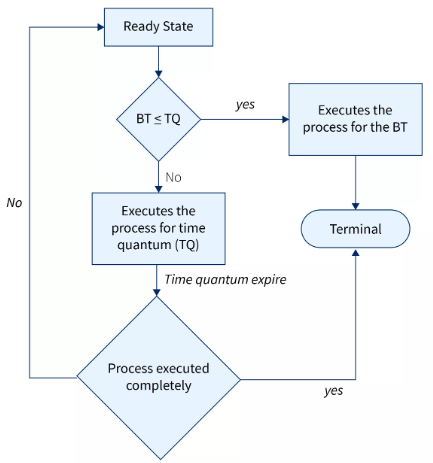 Ready State
BT ≤ TQ
yes
Executes the
process for the BT
No
Executes the
process for time
quantum (TQ)
Terminal
No
Time quantum expire
Process executed
completely
yes